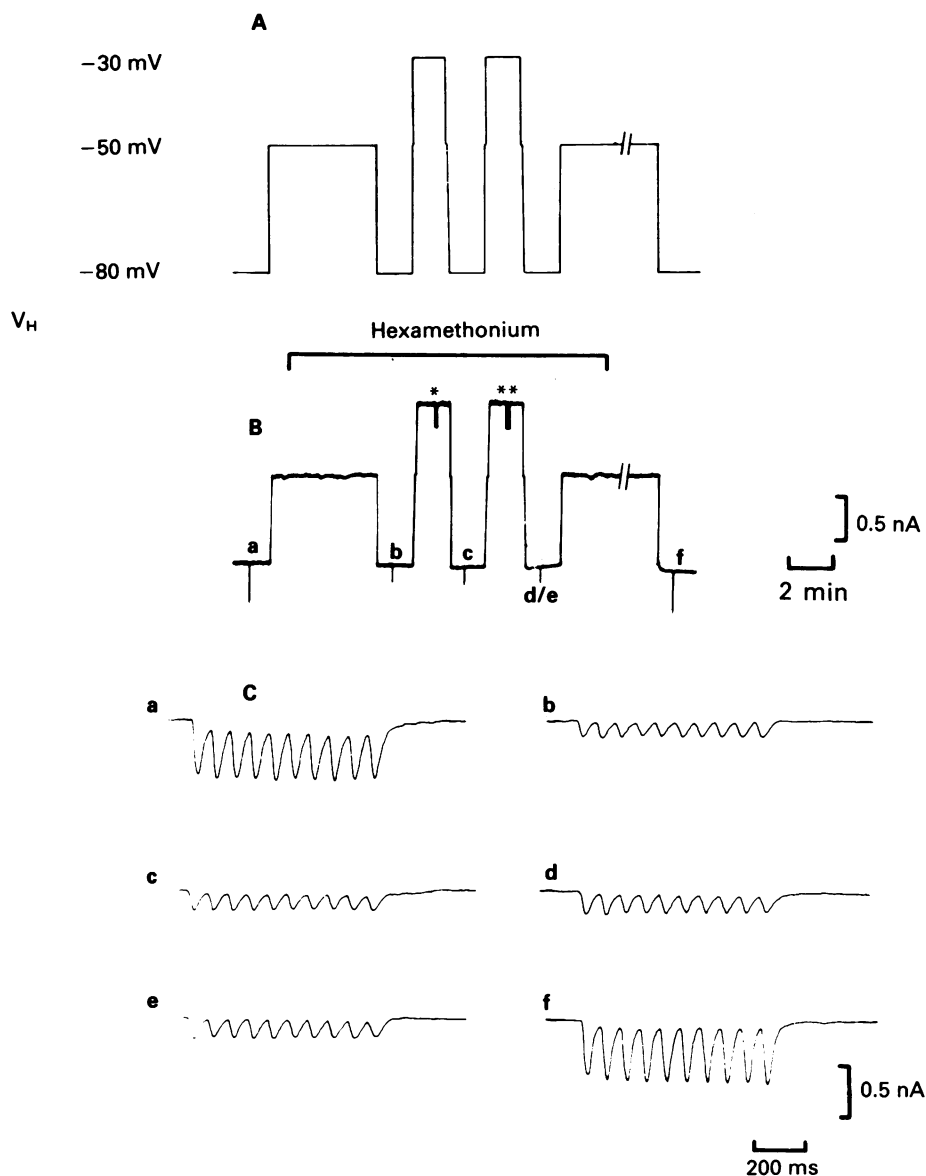 A
−30 mV
−50 mV
−80 mV
V_H
Hexamethonium
* **
B
a b c d/e f
0.5 nA
2 min
a C b
c d
e f
0.5 nA
200 ms